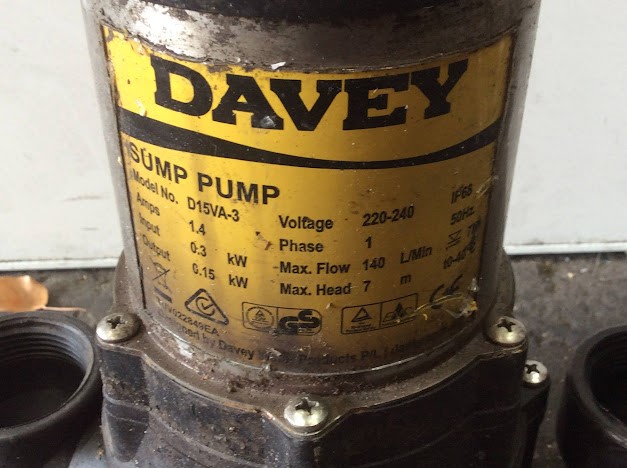 DAVEY
SUMP PUMP
Model No. D15VA-3
Amps 1.4
Input 0.3 kW
Output 0.15 kW
Voltage 220-240
Phase 1
Max. Flow 140 L/Min
Max. Head 7 m
IP68
50Hz
by Davey Products P/L